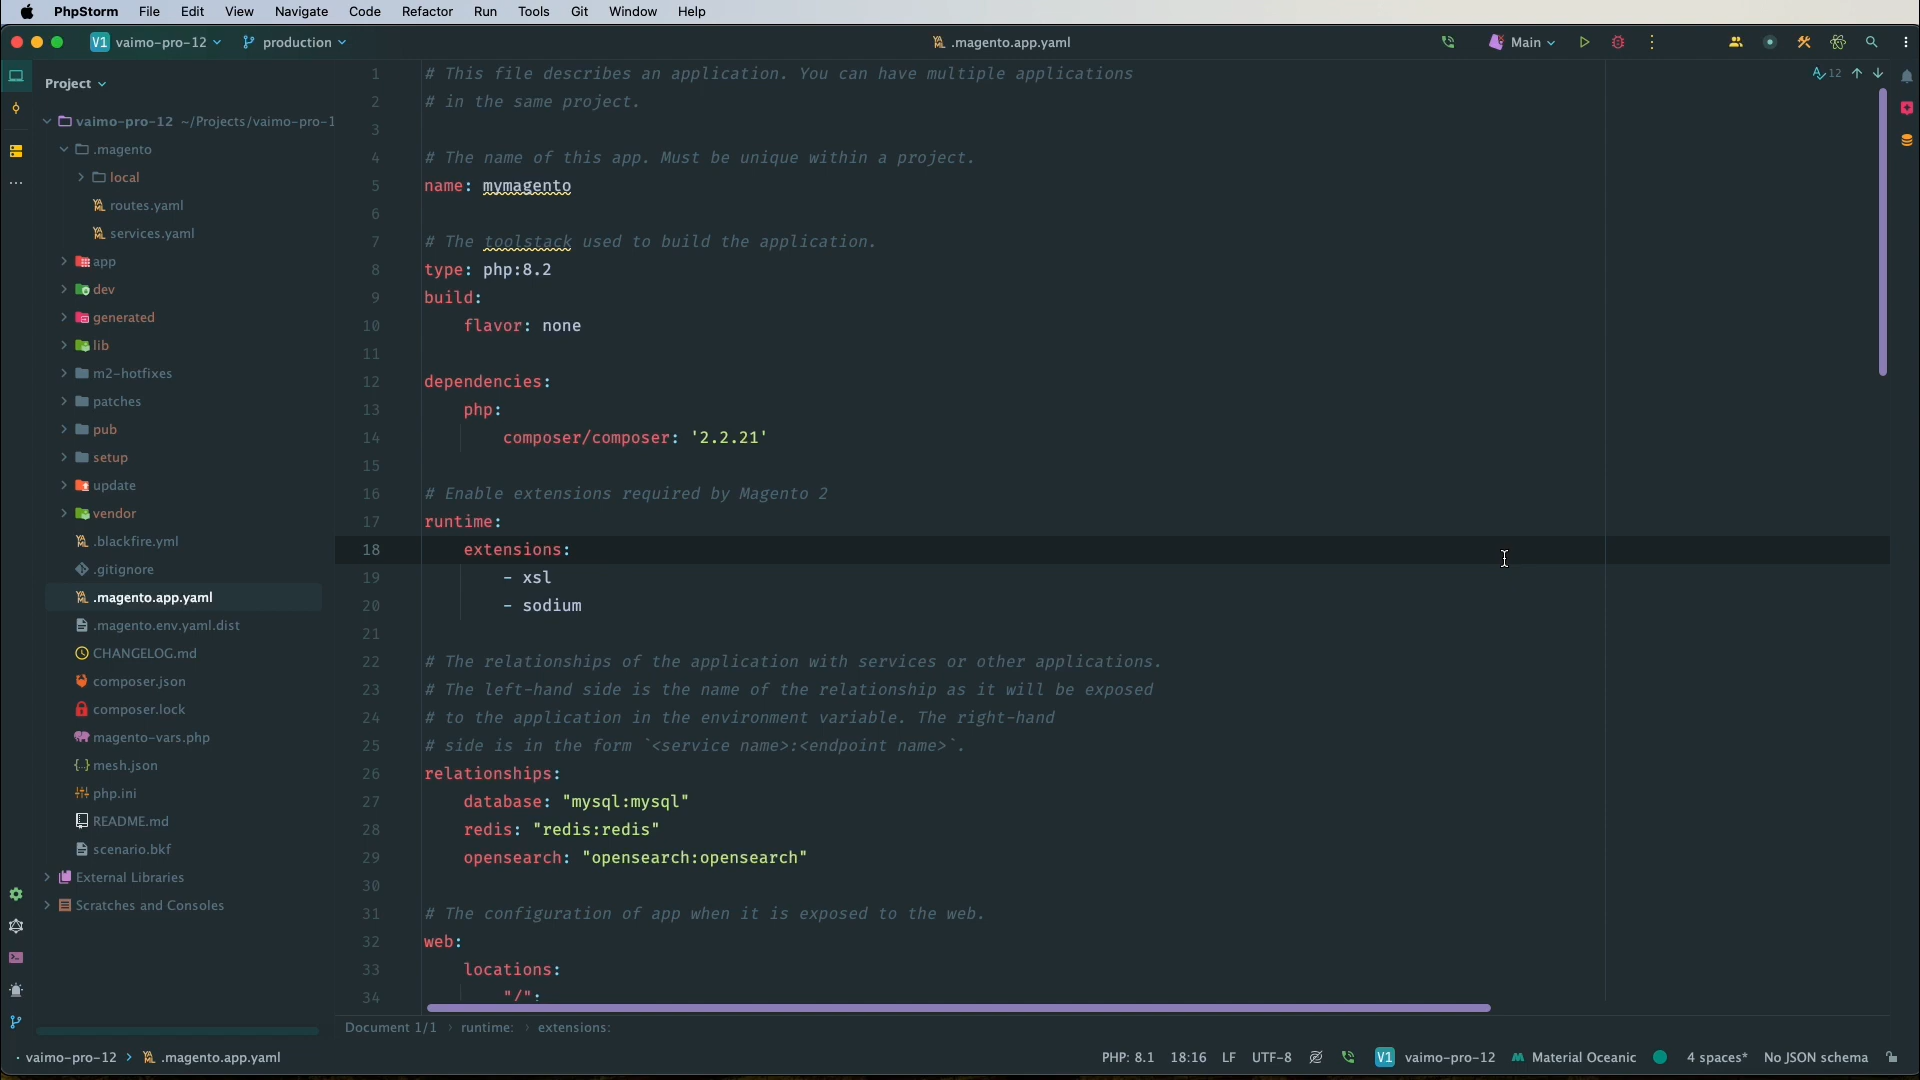 PhpStorm File Edit View Navigate Code Refactor Run Tools Git Window Help
V1 vaimo-pro-12 production .magento.app.yaml Main
Project
vaimo-pro-12 ~/Projects/vaimo-pro-1
.magento
local
routes.yaml
services.yaml
app
dev
generated
lib
m2-hotfixes
patches
pub
setup
update
vendor
.blackfire.yml
.gitignore
.magento.app.yaml
.magento.env.yaml.dist
CHANGELOG.md
composer.json
composer.lock
magento-vars.php
mesh.json
php.ini
README.md
scenario.bkf
External Libraries
Scratches and Consoles
12
1 # This file describes an application. You can have multiple applications
2 # in the same project.
3
4 # The name of this app. Must be unique within a project.
5 name: mymagento
6
7 # The toolstack used to build the application.
8 type: php:8.2
9 build:
10 flavor: none
11
12 dependencies:
13 php:
14 composer/composer: '2.2.21'
15
16 # Enable extensions required by Magento 2
17 runtime:
18 extensions:
19 - xsl
20 - sodium
21
22 # The relationships of the application with services or other applications.
23 # The left-hand side is the name of the relationship as it will be exposed
24 # to the application in the environment variable. The right-hand
25 # side is in the form `<service name>:<endpoint name>`.
26 relationships:
27 database: "mysql:mysql"
28 redis: "redis:redis"
29 opensearch: "opensearch:opensearch"
30
31 # The configuration of app when it is exposed to the web.
32 web:
33 locations:
34 "/":
Document 1/1 › runtime: › extensions:
vaimo-pro-12 › .magento.app.yaml PHP: 8.1 18:16 LF UTF-8 V1 vaimo-pro-12 Material Oceanic 4 spaces* No JSON schema